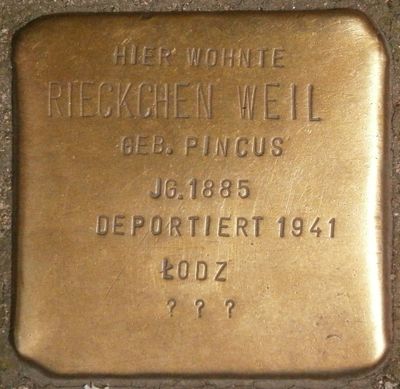 HIER WOHNTE
RIECKCHEN WEIL
GEB. PINCUS
JG. 1885
DEPORTIERT 1941
ŁODZ
? ? ?